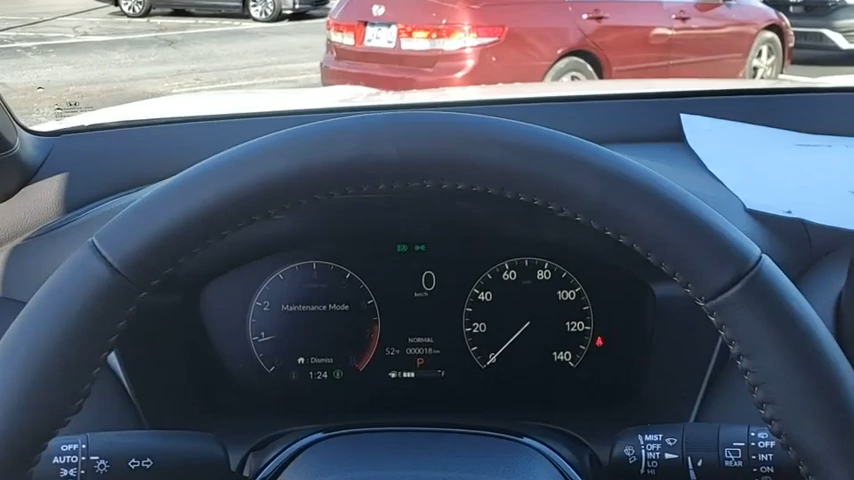 0
MPH
60 80
40 100
2 Maintenance Mode
20 120
1
NORMAL
52°F 000018
0 140
: Dismiss
P
1:24
E F
OFF
AUTO
MIST
OFF
INT
LO
HI
REAR
OFF
INT
ON